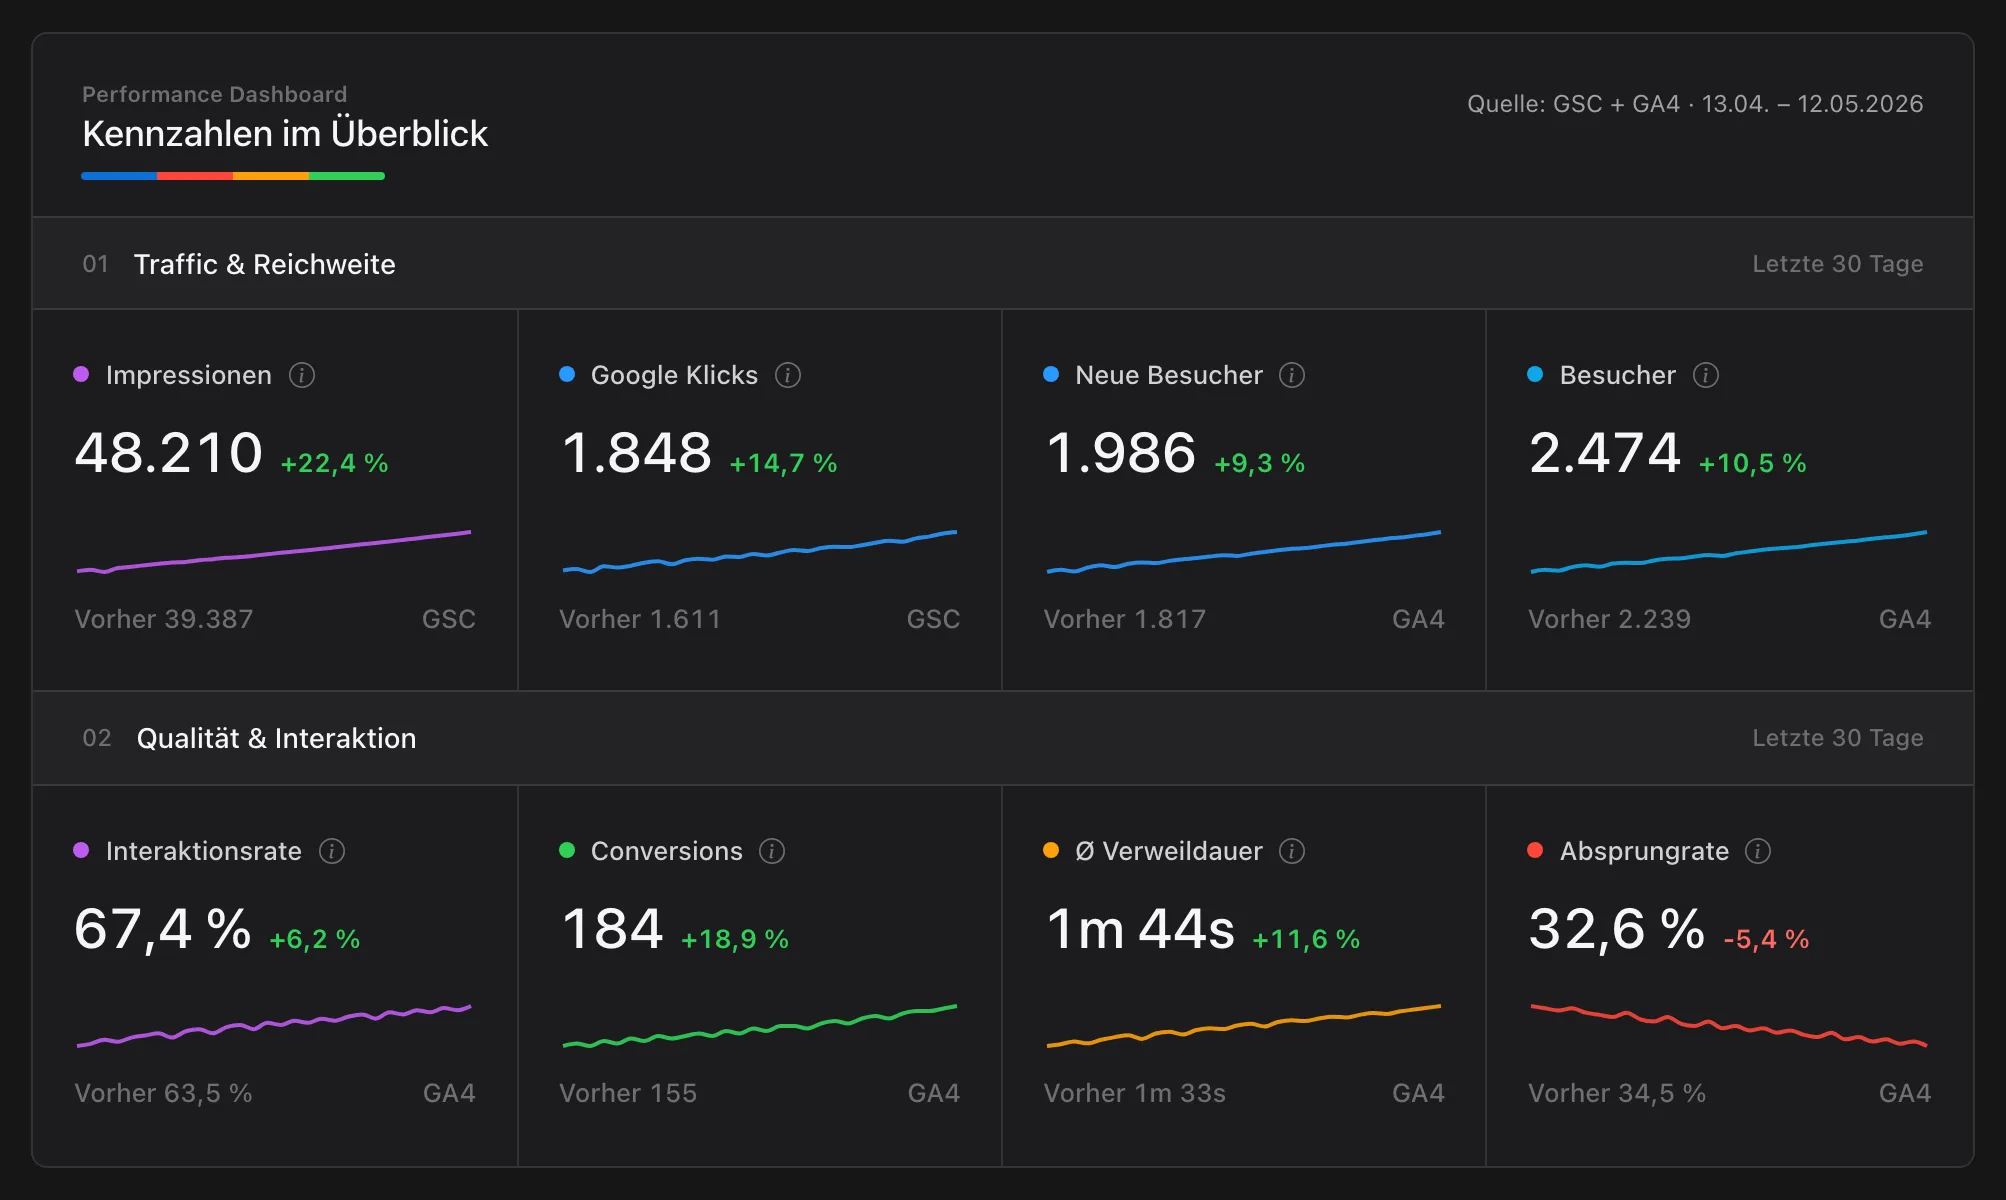 Performance Dashboard
Kennzahlen im Überblick
Quelle: GSC + GA4 · 13.04. – 12.05.2026
01 Traffic & Reichweite
Letzte 30 Tage
Impressionen i
48.210 +22,4 %
Vorher 39.387 GSC
Google Klicks i
1.848 +14,7 %
Vorher 1.611 GSC
Neue Besucher i
1.986 +9,3 %
Vorher 1.817 GA4
Besucher i
2.474 +10,5 %
Vorher 2.239 GA4
02 Qualität & Interaktion
Letzte 30 Tage
Interaktionsrate i
67,4 % +6,2 %
Vorher 63,5 % GA4
Conversions i
184 +18,9 %
Vorher 155 GA4
Ø Verweildauer i
1m 44s +11,6 %
Vorher 1m 33s GA4
Absprungrate i
32,6 % -5,4 %
Vorher 34,5 % GA4